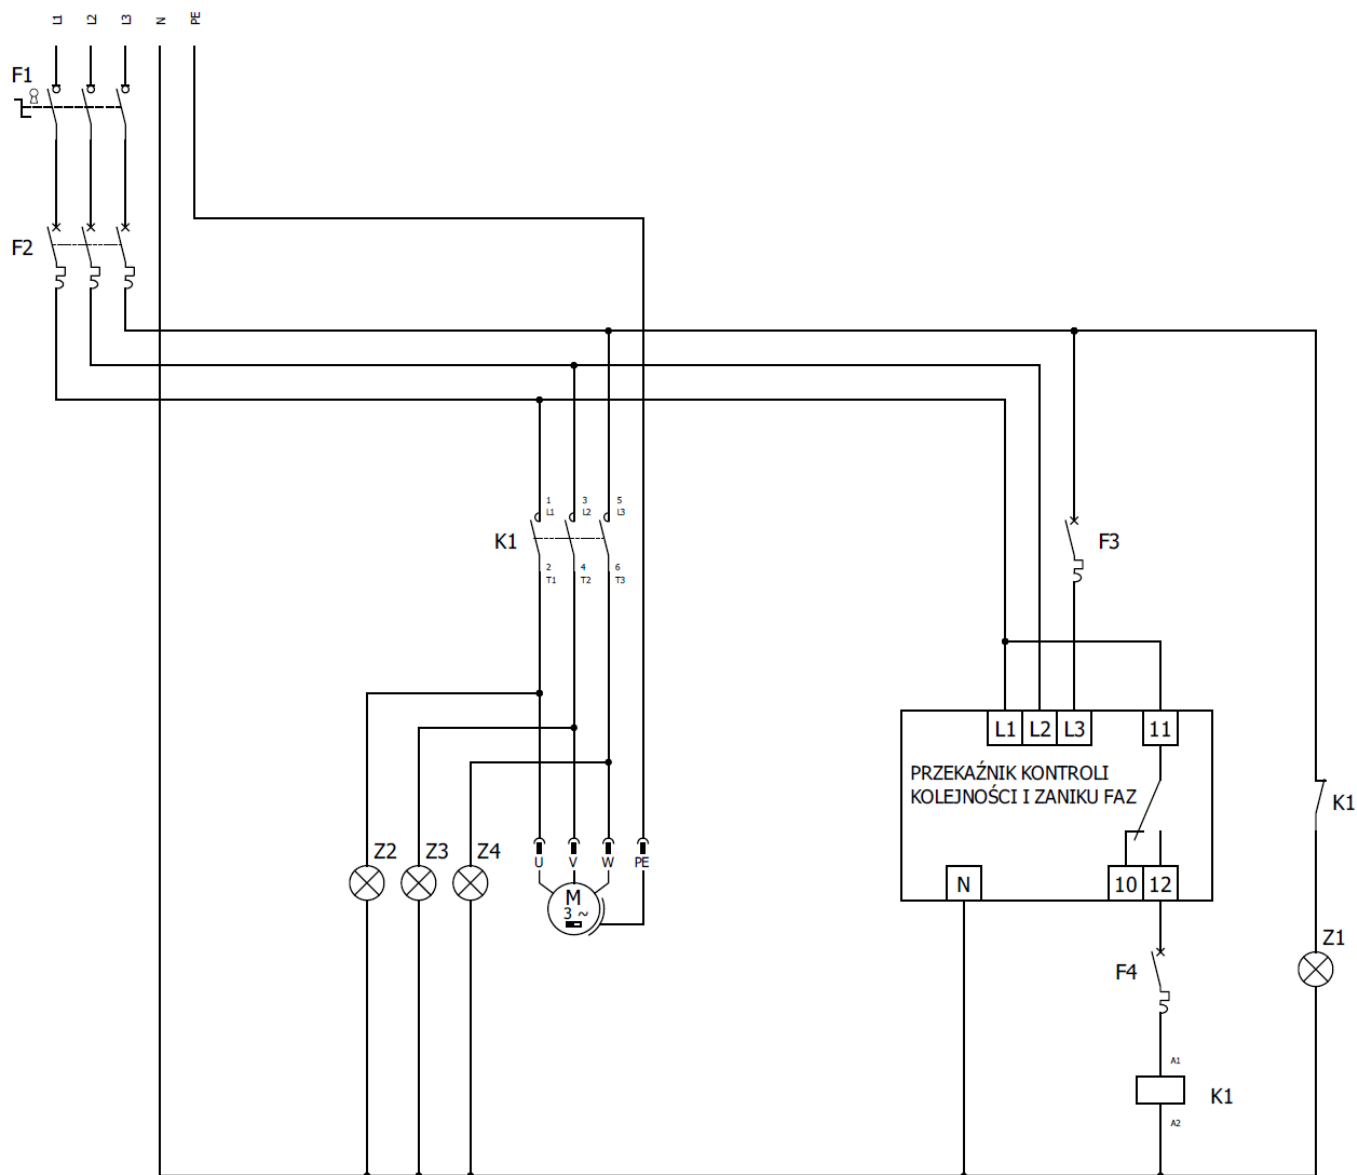 L1 L2 L3 N PE
F1
F2
1 3 5
L1 L2 L3
K1
F3
2 4 6
T1 T2 T3
L1 L2 L3 11
PRZEKAŹNIK KONTROLI
KOLEJNOŚCI I ZANIKU FAZ
K1
Z2 Z3 Z4
U V W PE
N 10 12
M
3 ~
Z1
F4
A1
K1
A2